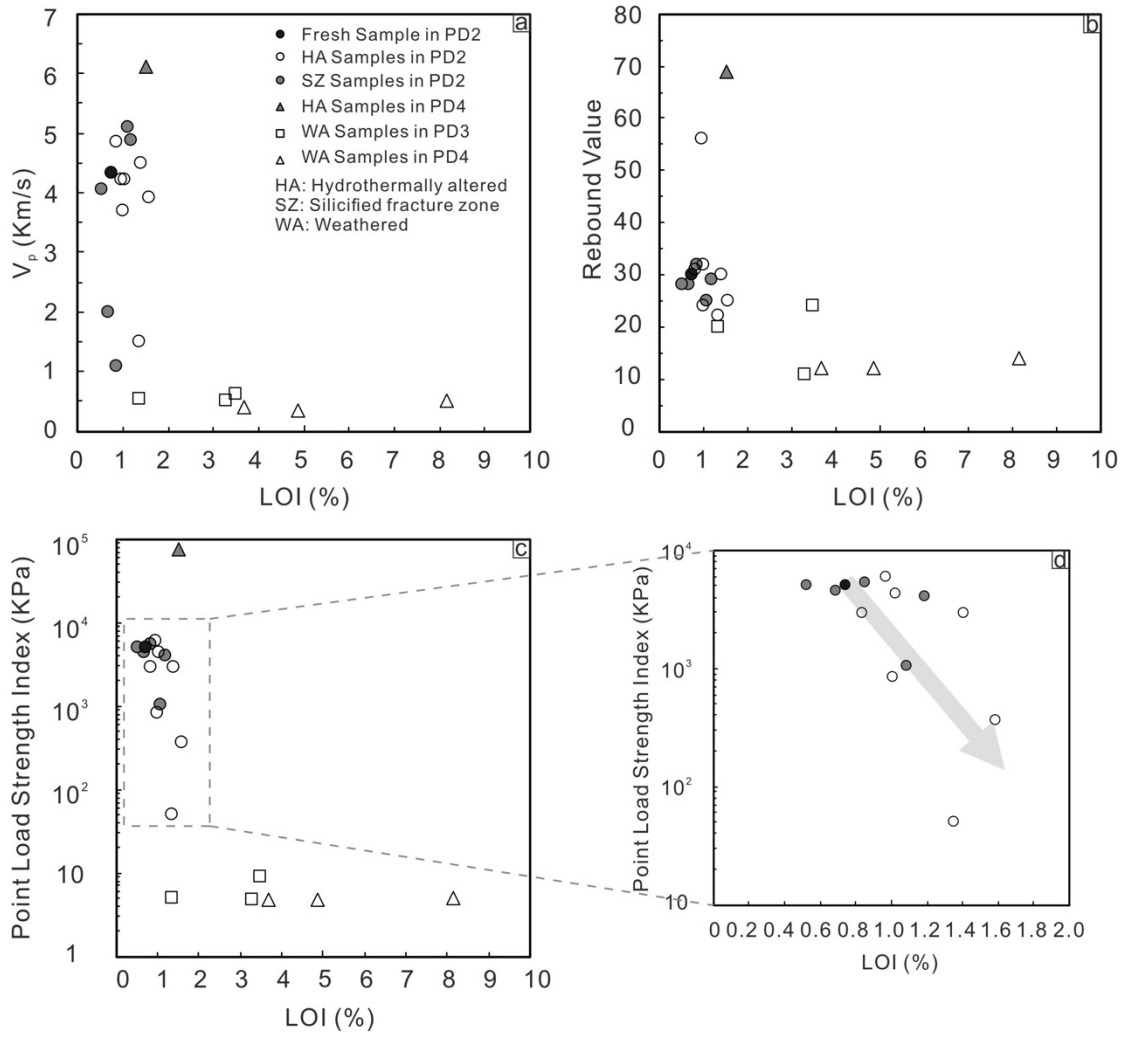 a
7
6
5
4
3
2
1
0
V_p (Km/s)
Fresh Sample in PD2
HA Samples in PD2
SZ Samples in PD2
HA Samples in PD4
WA Samples in PD3
WA Samples in PD4
HA: Hydrothermally altered
SZ: Silicified fracture zone
WA: Weathered
0 1 2 3 4 5 6 7 8 9 10
LOI (%)
b
80
70
60
50
40
30
20
10
0
Rebound Value
0 1 2 3 4 5 6 7 8 9 10
LOI (%)
c
10^5
10^4
10^3
10^2
10
1
Point Load Strength Index (KPa)
0 1 2 3 4 5 6 7 8 9 10
LOI (%)
d
10^4
10^3
10^2
10
Point Load Strength Index (KPa)
0 0.2 0.4 0.6 0.8 1.0 1.2 1.4 1.6 1.8 2.0
LOI (%)